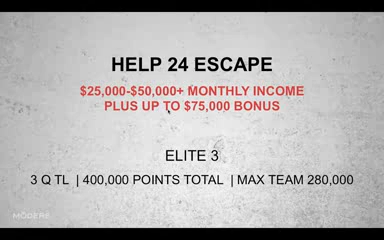 HELP 24 ESCAPE
$25,000-$50,000+ MONTHLY INCOME
PLUS UP TO $75,000 BONUS
ELITE 3
3 Q TL | 400,000 POINTS TOTAL | MAX TEAM 280,000
MODERE